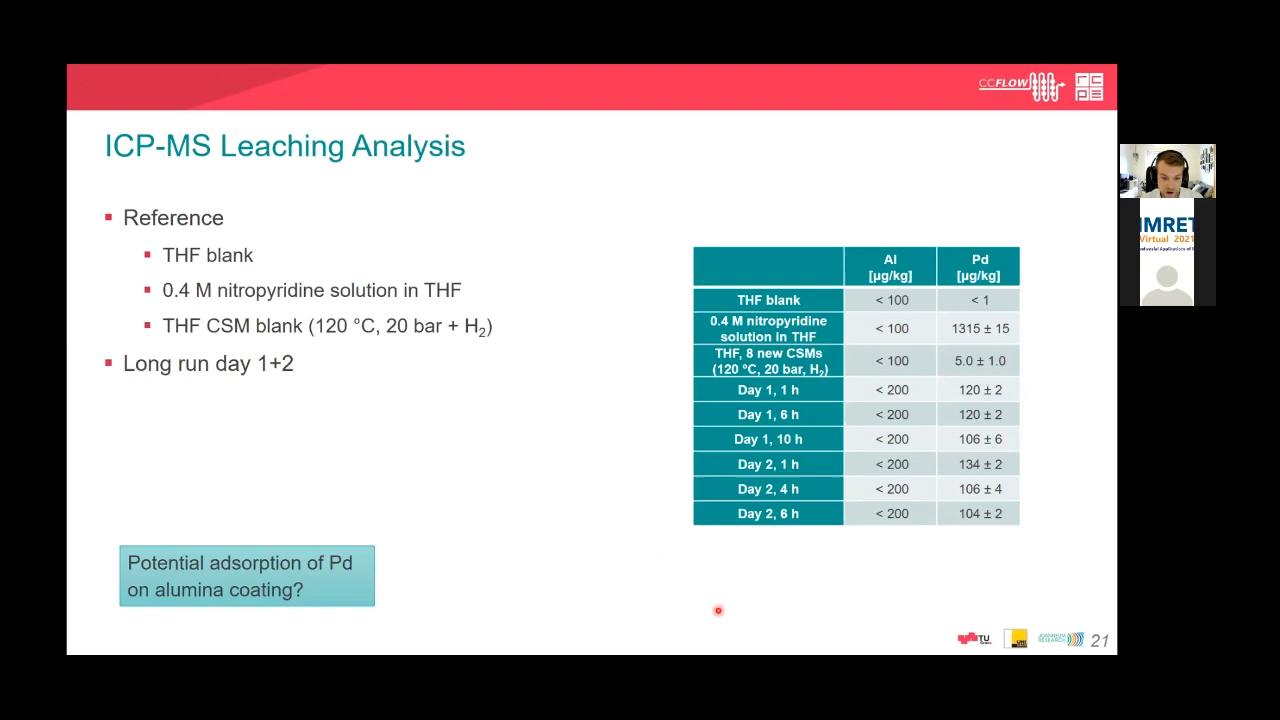 CCFLOW
RCPE
ICP-MS Leaching Analysis
Reference
THF blank
0.4 M nitropyridine solution in THF
THF CSM blank (120 °C, 20 bar + H2)
Long run day 1+2
Potential adsorption of Pd
on alumina coating?
Al [µg/kg] Pd [µg/kg]
THF blank < 100 < 1
0.4 M nitropyridine solution in THF < 100 1315 ± 15
THF, 8 new CSMs (120 °C, 20 bar, H2) < 100 5.0 ± 1.0
Day 1, 1 h < 200 120 ± 2
Day 1, 6 h < 200 120 ± 2
Day 1, 10 h < 200 106 ± 6
Day 2, 1 h < 200 134 ± 2
Day 2, 4 h < 200 106 ± 4
Day 2, 6 h < 200 104 ± 2
TU
JOANNEUM
RESEARCH
21
IMRET
Virtual 2021